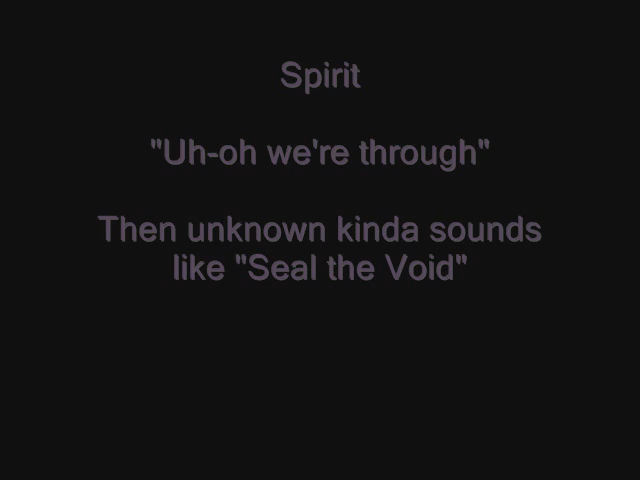 Spirit
"Uh-oh we're through"
Then unknown kinda sounds
like "Seal the Void"